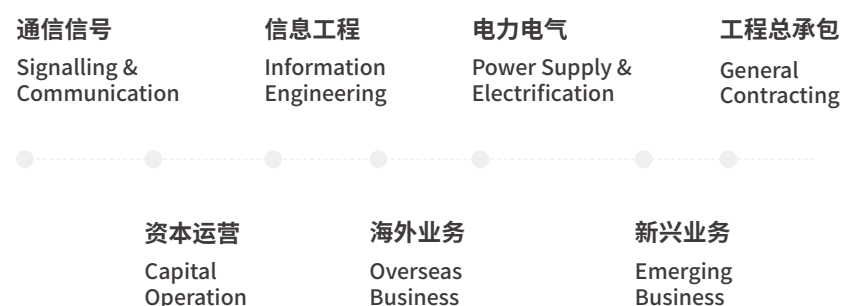 通信信号
Signalling &
Communication
信息工程
Information
Engineering
电力电气
Power Supply &
Electrification
工程总承包
General
Contracting
资本运营
Capital
Operation
海外业务
Overseas
Business
新兴业务
Emerging
Business